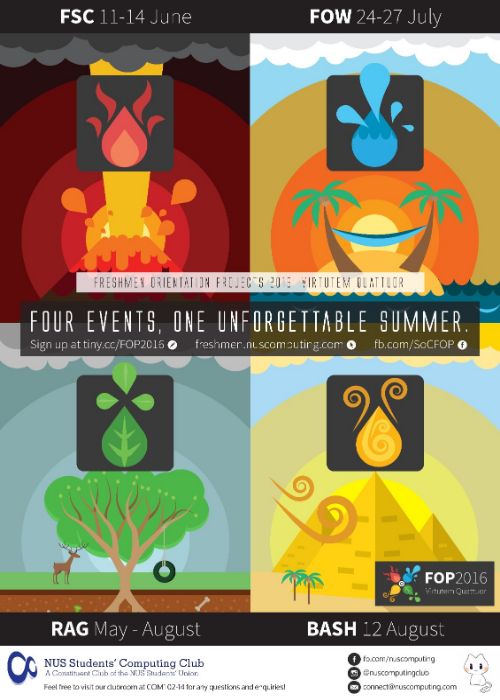 FSC 11-14 June
FOW 24-27 July
FRESHMEN ORIENTATION PROJECTS 2016 VIRTUTEM QUATTUOR
FOUR EVENTS, ONE UNFORGETTABLE SUMMER.
Sign up at tiny.cc/FOP2016
freshmen.nuscomputing.com
fb.com/SoCFOP
FOP2016
Virtutem Quattuor
RAG May - August
BASH 12 August
NUS Students' Computing Club
A Constituent Club of the NUS Students' Union
Feel free to visit our clubroom at COM1 02-14 for any questions and enquiries!
fb.com/nuscomputing
@nuscomputingclub
connect@nuscomputing.com